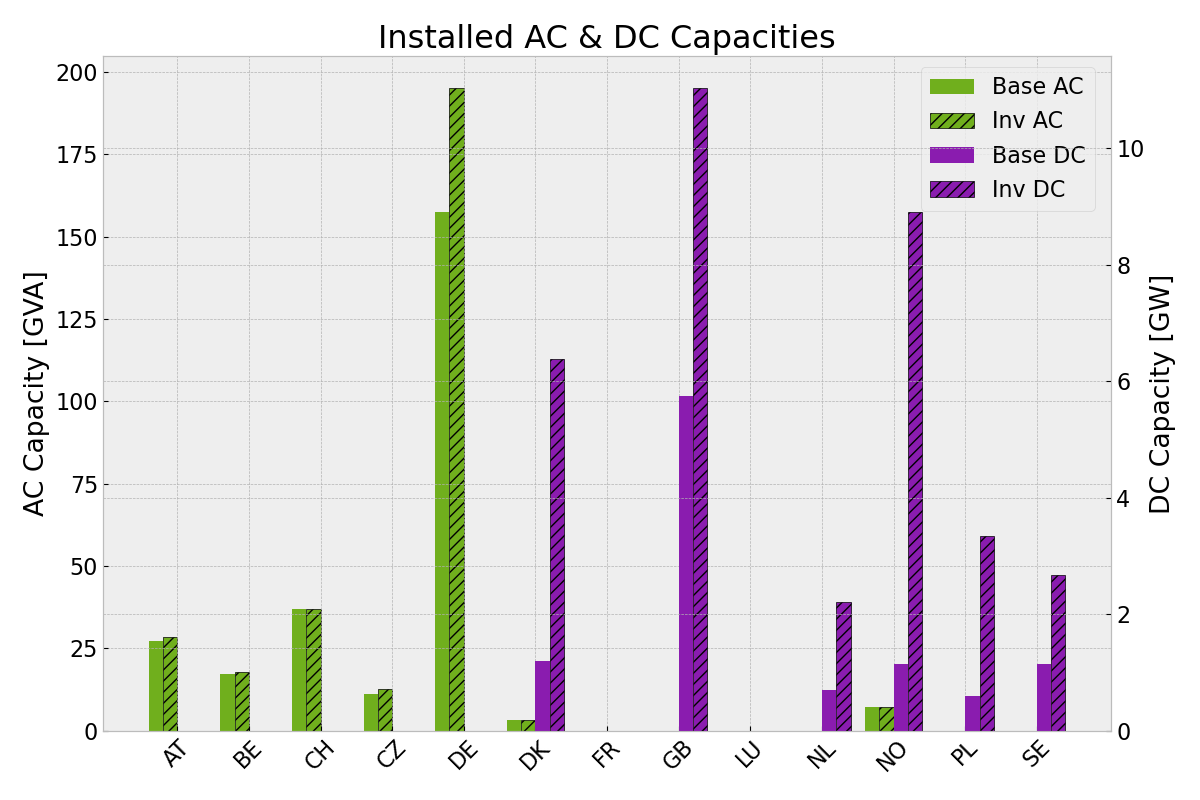 Installed AC & DC Capacities
AC Capacity [GVA]
200
175
150
125
100
75
50
25
0
Base AC
Inv AC
Base DC
Inv DC
10
8
6
4
2
0
DC Capacity [GW]
AT
BE
CH
CZ
DE
DK
FR
GB
LU
NL
NO
PL
SE